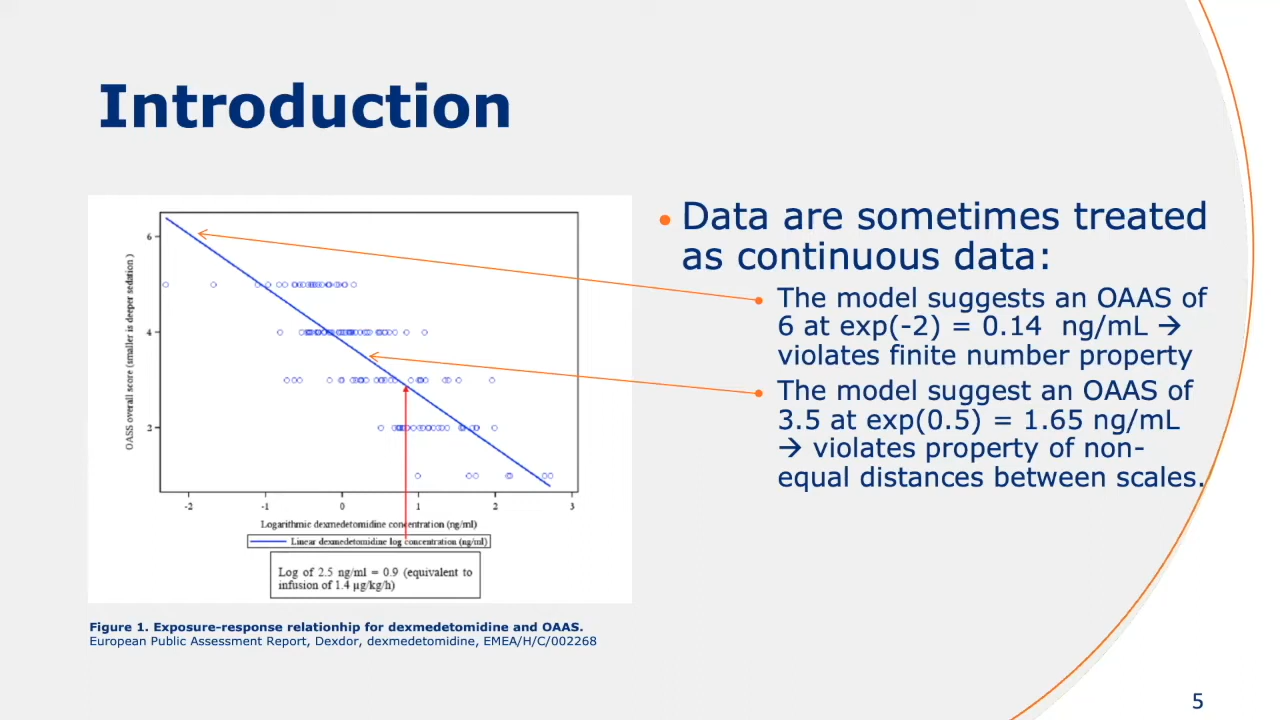 Introduction
OASS overall score (smaller is deeper sedation )
6
4
2
-2 -1 0 1 2 3
Logarithmic dexmedetomidine concentration (ng/ml)
Linear dexmedetomidine log concentration (ng/ml)
Log of 2.5 ng/ml = 0.9 (equivalent to
infusion of 1.4 µg/kg/h)
Figure 1. Exposure-response relationhip for dexmedetomidine and OAAS.
European Public Assessment Report, Dexdor, dexmedetomidine, EMEA/H/C/002268
• Data are sometimes treated
as continuous data:
• The model suggests an OAAS of
6 at exp(-2) = 0.14 ng/mL →
violates finite number property
• The model suggest an OAAS of
3.5 at exp(0.5) = 1.65 ng/mL
→ violates property of non-
equal distances between scales.
5